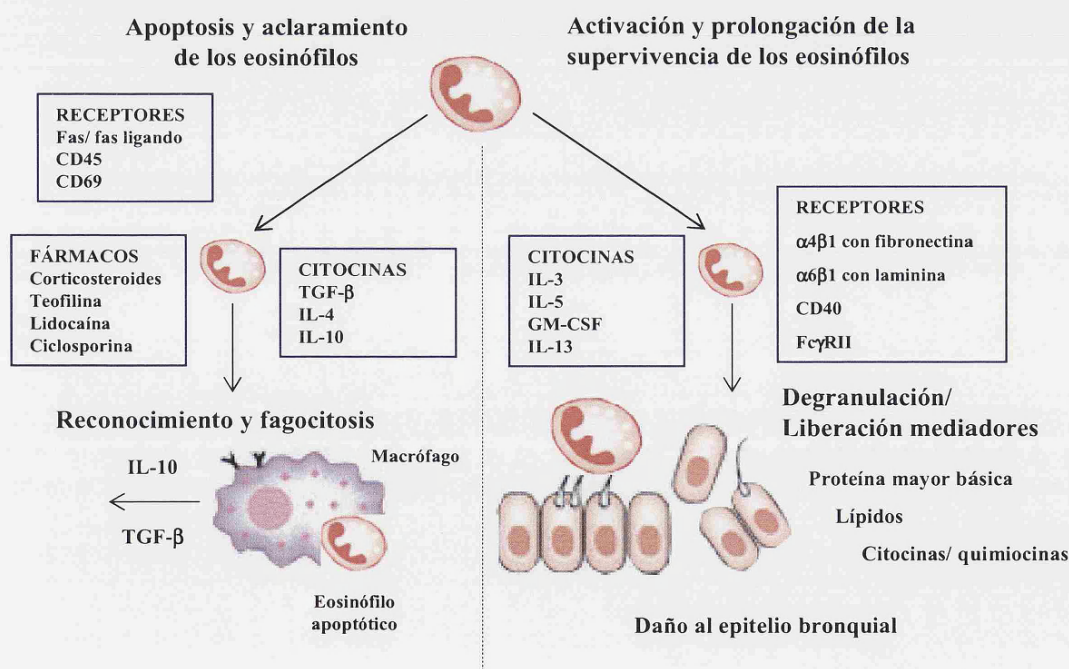 Apoptosis y aclaramiento
de los eosinófilos
Activación y prolongación de la
supervivencia de los eosinófilos
RECEPTORES
Fas/ fas ligando
CD45
CD69
FÁRMACOS
Corticosteroides
Teofilina
Lidocaína
Ciclosporina
CITOCINAS
TGF-β
IL-4
IL-10
CITOCINAS
IL-3
IL-5
GM-CSF
IL-13
RECEPTORES
α4β1 con fibronectina
α6β1 con laminina
CD40
FcγRII
Reconocimiento y fagocitosis
IL-10
TGF-β
Macrófago
Eosinófilo
apoptótico
Degranulación/
Liberación mediadores
Proteína mayor básica
Lípidos
Citocinas/ quimiocinas
Daño al epitelio bronquial